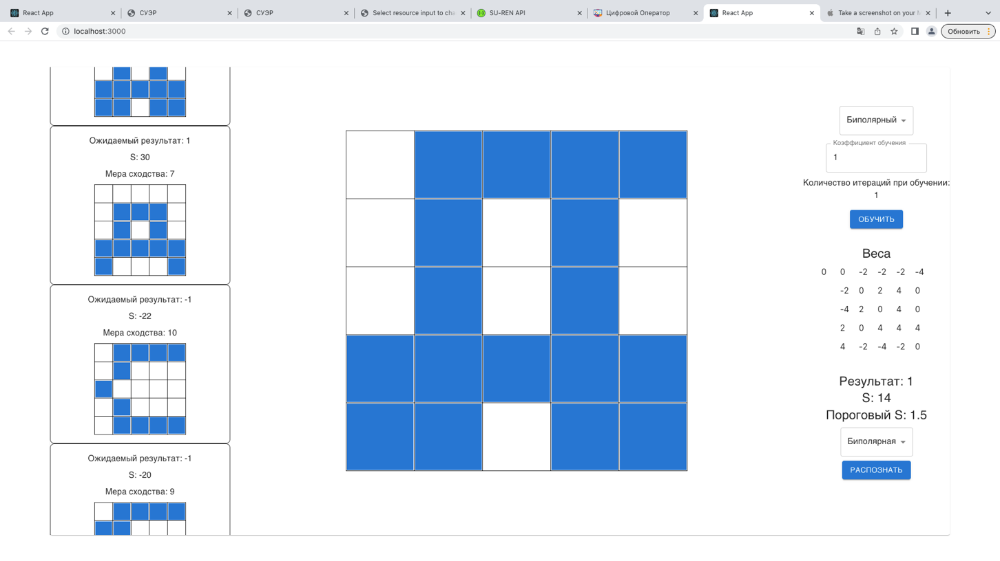 React App
СУЭР
СУЭР
Select resource input to cha
SU-REN API
Цифровой Оператор
React App
Take a screenshot on your M
localhost:3000
Обновить
Ожидаемый результат: 1
S: 30
Мера сходства: 7
Ожидаемый результат: -1
S: -22
Мера сходства: 10
Ожидаемый результат: -1
S: -20
Мера сходства: 9
Биполярный
Коэффициент обучения
1
Количество итераций при обучении:
1
ОБУЧИТЬ
Веса
0 0 -2 -2 -2 -4
-2 0 2 4 0
-4 2 0 4 0
2 0 4 4 4
4 -2 -4 -2 0
Результат: 1
S: 14
Пороговый S: 1.5
Биполярная
РАСПОЗНАТЬ